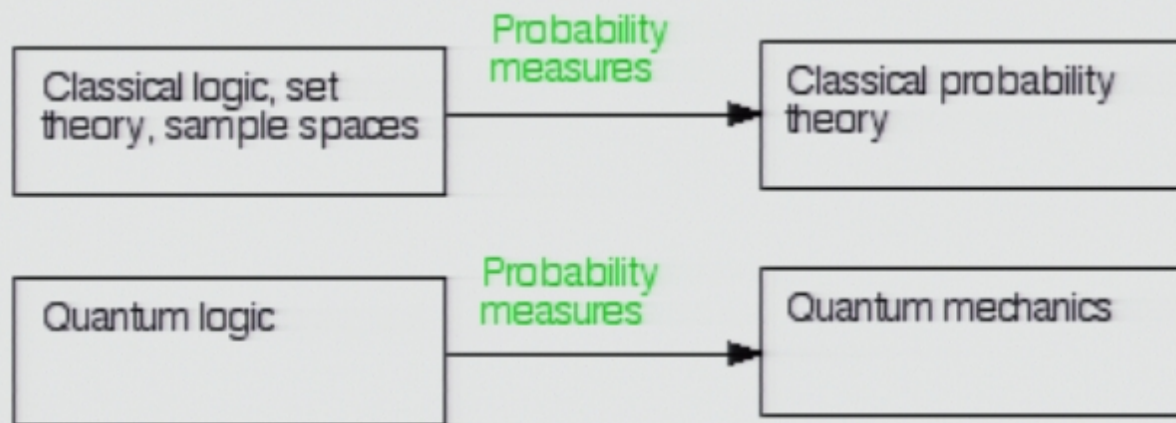 Probability
measures
Classical logic, set
theory, sample spaces
Classical probability
theory
Probability
measures
Quantum logic
Quantum mechanics